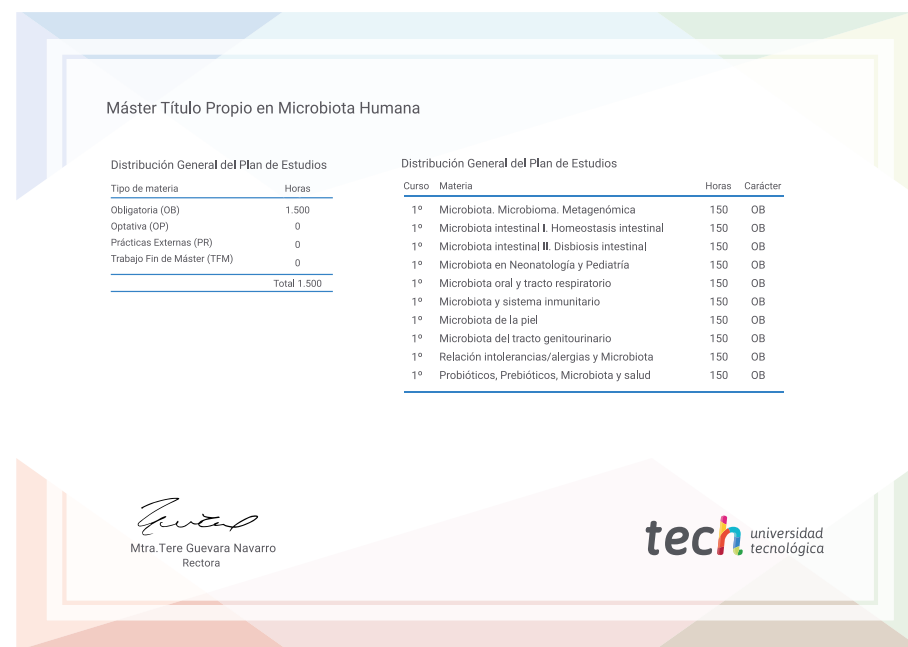 Máster Título Propio en Microbiota Humana
Distribución General del Plan de Estudios
Tipo de materia Horas
Obligatoria (OB) 1.500
Optativa (OP) 0
Prácticas Externas (PR) 0
Trabajo Fin de Máster (TFM) 0
Total 1.500
Distribución General del Plan de Estudios
Curso Materia Horas Carácter
1º Microbiota. Microbioma. Metagenómica 150 OB
1º Microbiota intestinal I. Homeostasis intestinal 150 OB
1º Microbiota intestinal II. Disbiosis intestinal 150 OB
1º Microbiota en Neonatología y Pediatría 150 OB
1º Microbiota oral y tracto respiratorio 150 OB
1º Microbiota y sistema inmunitario 150 OB
1º Microbiota de la piel 150 OB
1º Microbiota del tracto genitourinario 150 OB
1º Relación intolerancias/alergias y Microbiota 150 OB
1º Probióticos, Prebióticos, Microbiota y salud 150 OB
Mtra.Tere Guevara Navarro
Rectora
tech universidad
tecnológica